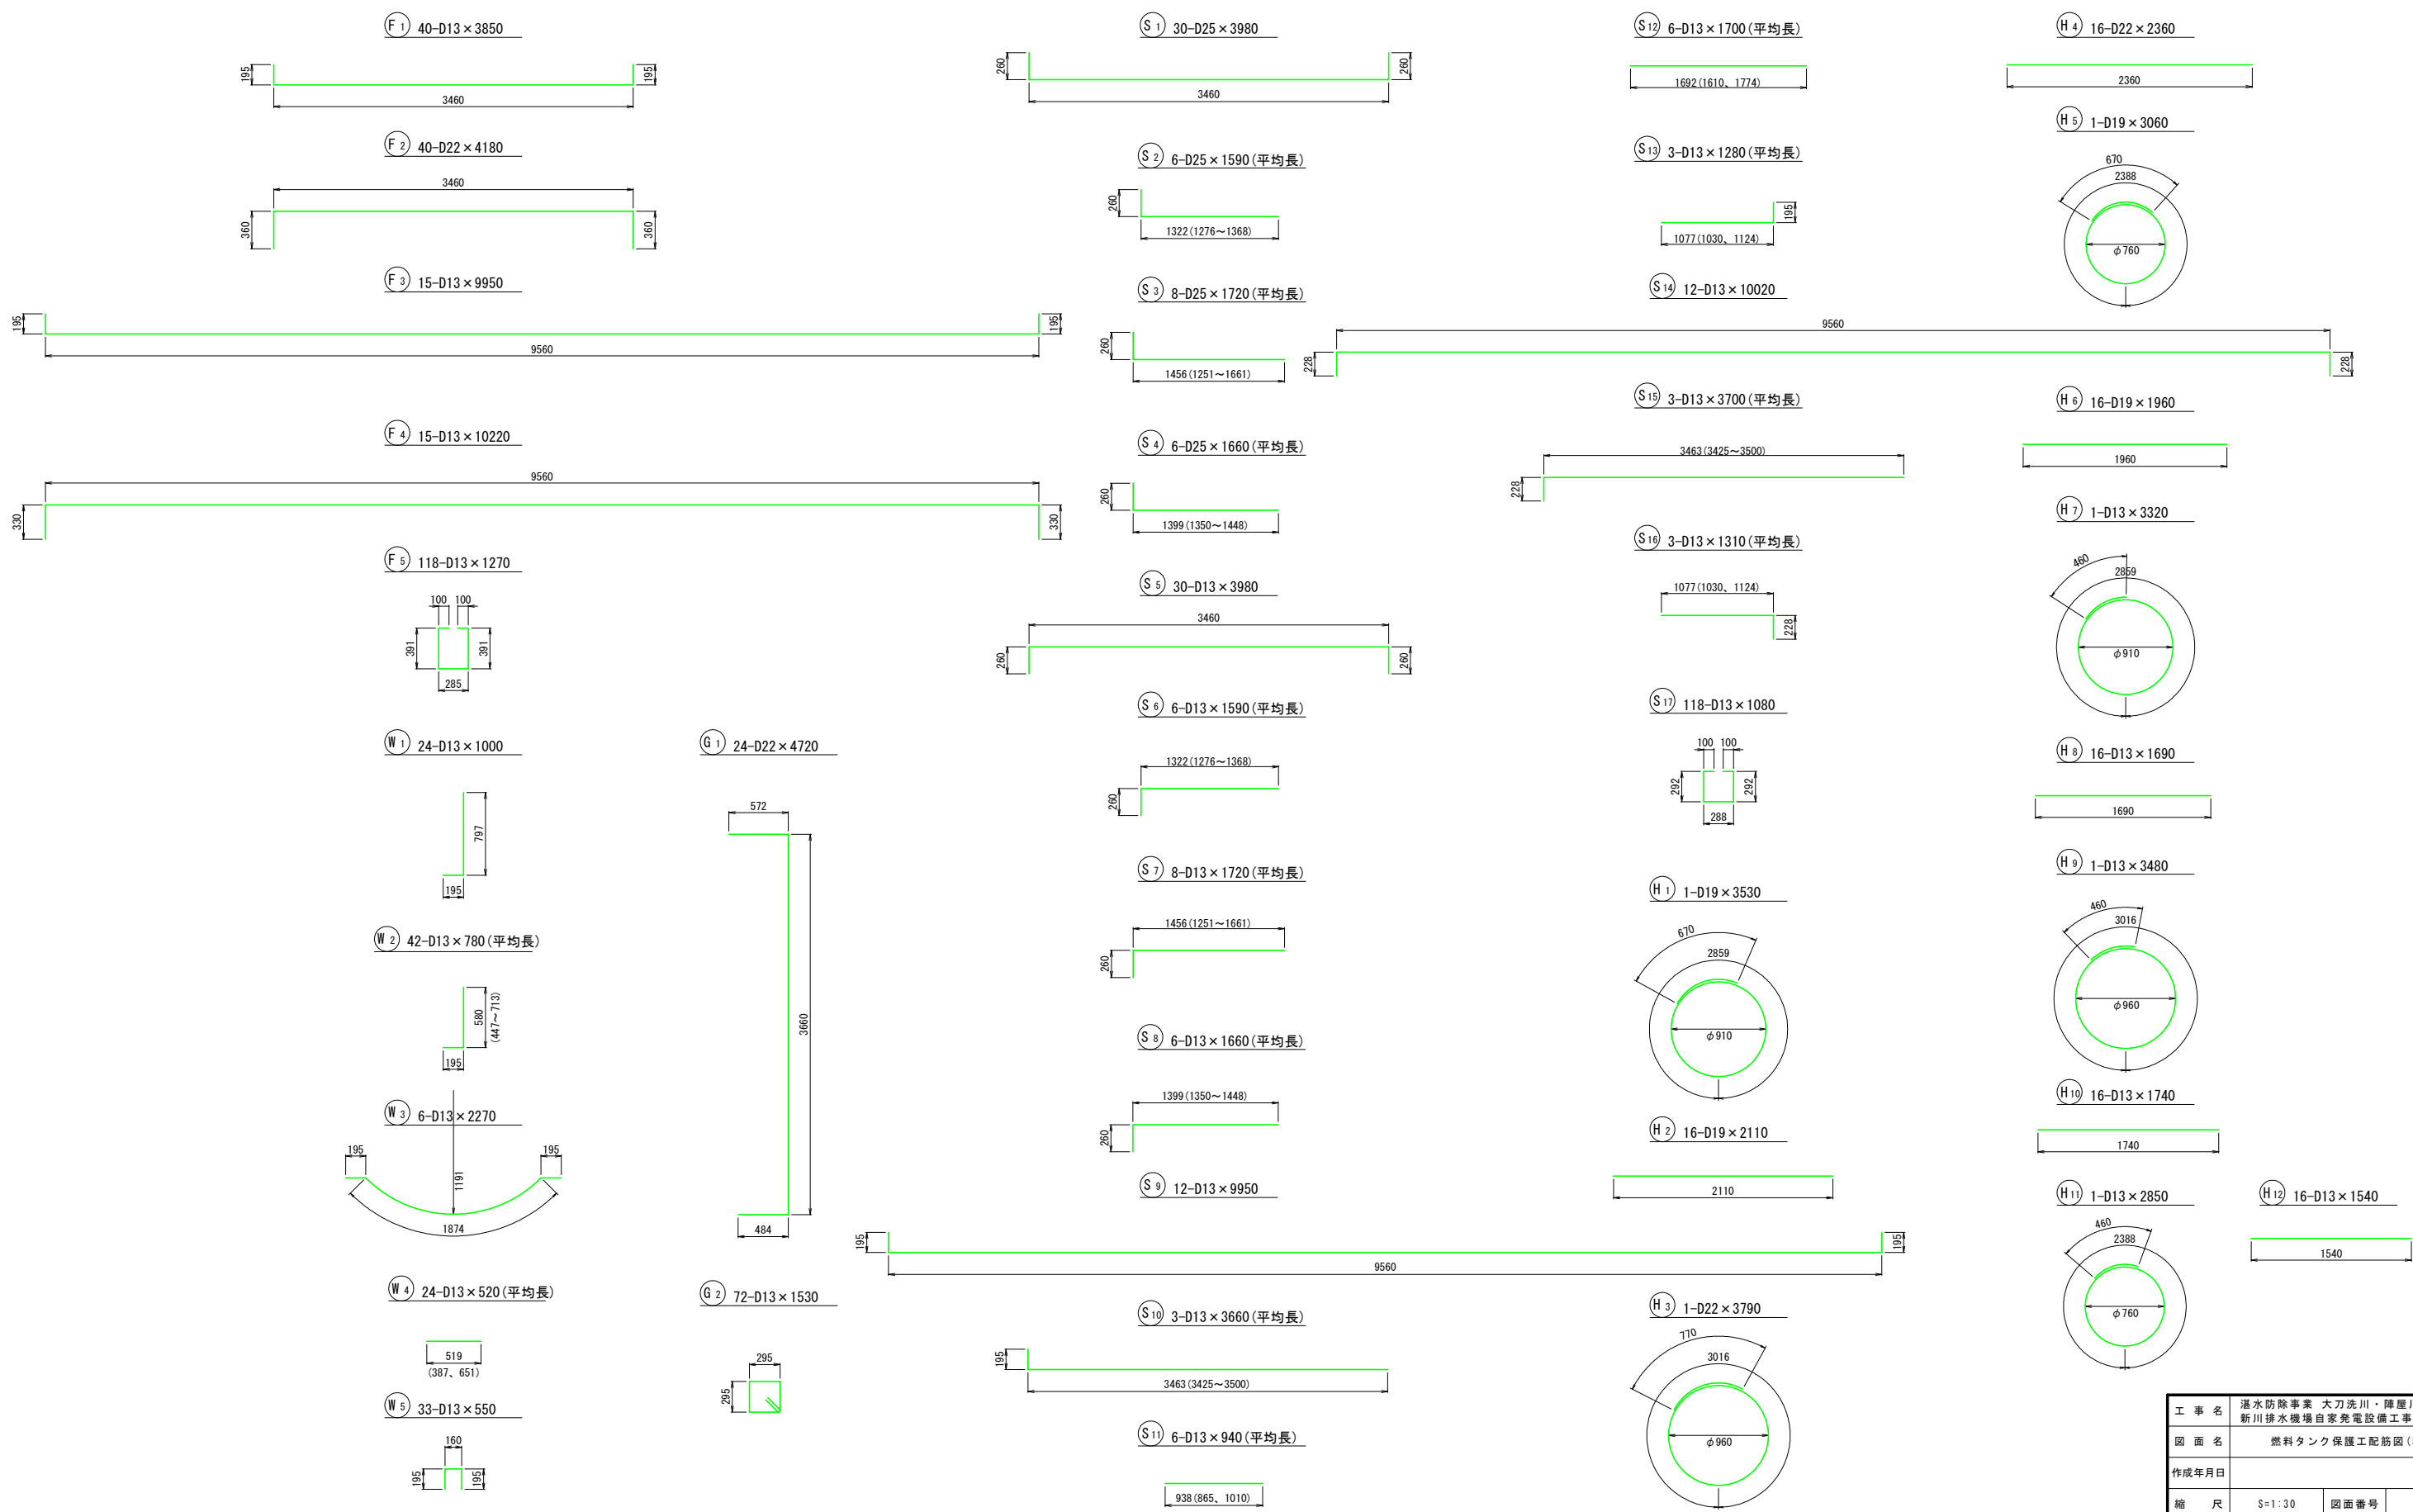 F1 40-D13×3850
195
195
3460
F2 40-D22×4180
3460
360
360
F3 15-D13×9950
195
195
9560
F4 15-D13×10220
9560
330
330
F5 118-D13×1270
100 100
391
391
285
W1 24-D13×1000
797
195
W2 42-D13×780(平均長)
580
(447～713)
195
W3 6-D13×2270
195
195
1191
1874
W4 24-D13×520(平均長)
519
(387、651)
W5 33-D13×550
160
195
195
G1 24-D22×4720
572
3660
484
G2 72-D13×1530
295
295
S1 30-D25×3980
260
260
3460
S2 6-D25×1590(平均長)
260
1322(1276～1368)
S3 8-D25×1720(平均長)
260
1456(1251～1661)
S4 6-D25×1660(平均長)
260
1399(1350～1448)
S5 30-D13×3980
3460
260
260
S6 6-D13×1590(平均長)
1322(1276～1368)
260
S7 8-D13×1720(平均長)
1456(1251～1661)
260
S8 6-D13×1660(平均長)
1399(1350～1448)
260
S9 12-D13×9950
195
195
9560
S10 3-D13×3660(平均長)
195
3463(3425～3500)
S11 6-D13×940(平均長)
938(865、1010)
S12 6-D13×1700(平均長)
1692(1610、1774)
S13 3-D13×1280(平均長)
195
1077(1030、1124)
S14 12-D13×10020
9560
228
228
S15 3-D13×3700(平均長)
3463(3425～3500)
228
S16 3-D13×1310(平均長)
1077(1030、1124)
228
S17 118-D13×1080
100 100
292
292
288
H1 1-D19×3530
670
2859
φ910
H2 16-D19×2110
2110
H3 1-D22×3790
770
3016
φ960
H4 16-D22×2360
2360
H5 1-D19×3060
670
2388
φ760
H6 16-D19×1960
1960
H7 1-D13×3320
460
2859
φ910
H8 16-D13×1690
1690
H9 1-D13×3480
460
3016
φ960
H10 16-D13×1740
1740
H11 1-D13×2850
460
2388
φ760
H12 16-D13×1540
1540
工事名 湛水防除事業 大刀洗川・陣屋
新川排水機場自家発電設備工事
図面名 燃料タンク保護工配筋図(
作成年月日
縮尺 S=1:30 図面番号